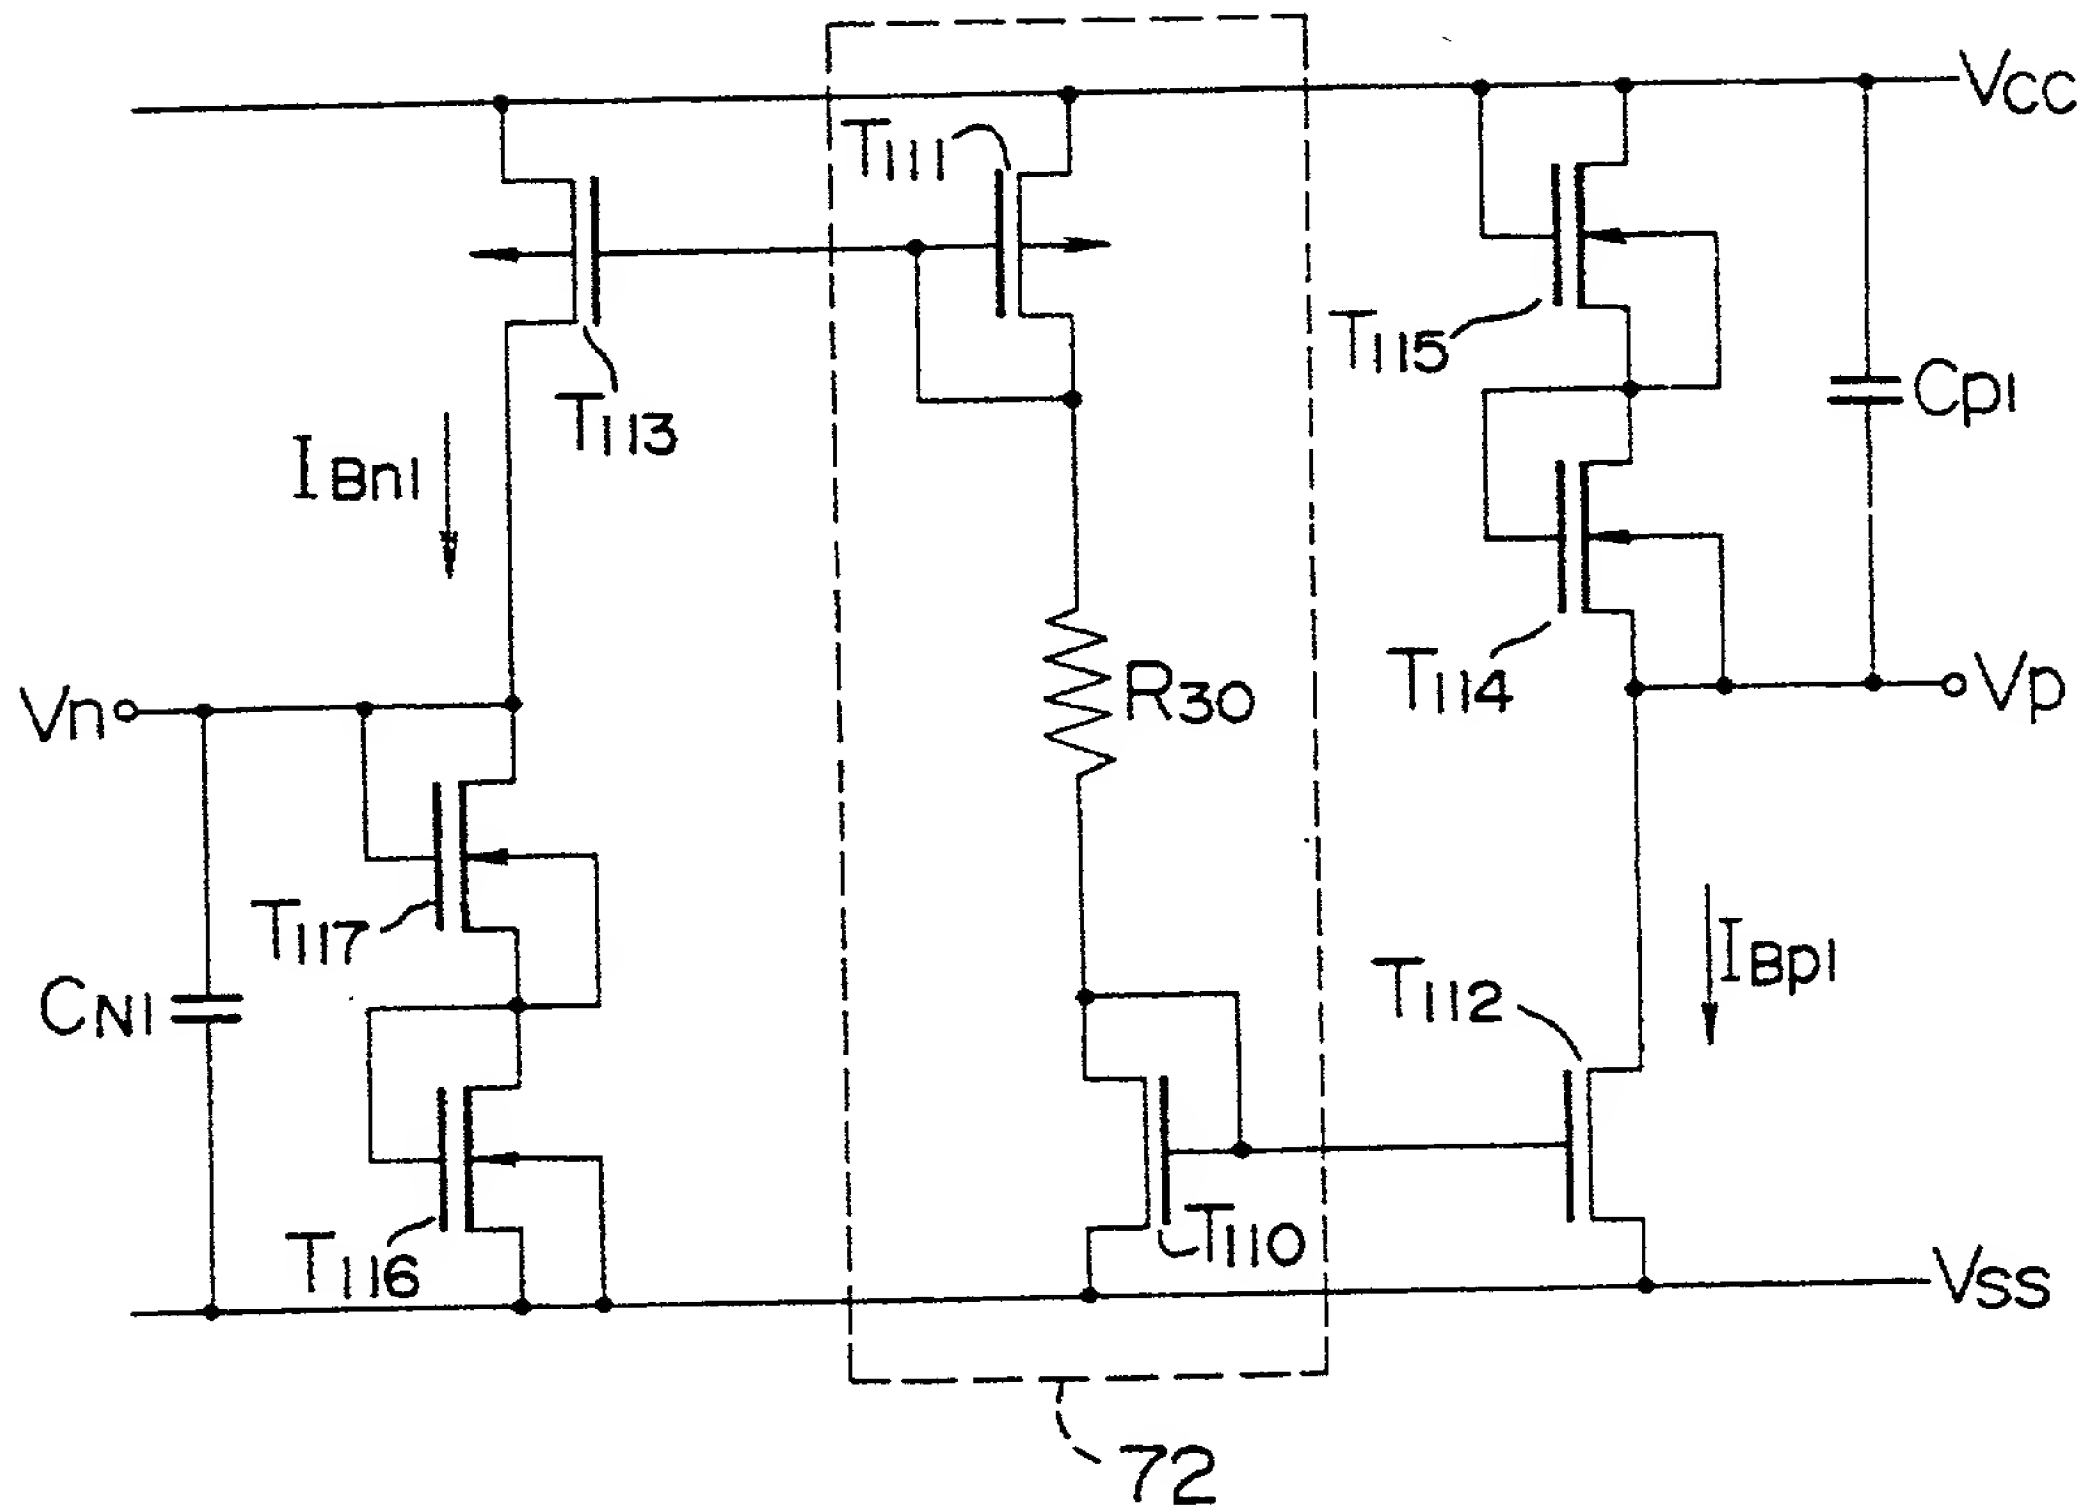 VCC
T111
T113
T115
CP1
IBn1
T114
R30
Vn
Vp
T117
CN1
T112
IBp1
T116
T110
VSS
72